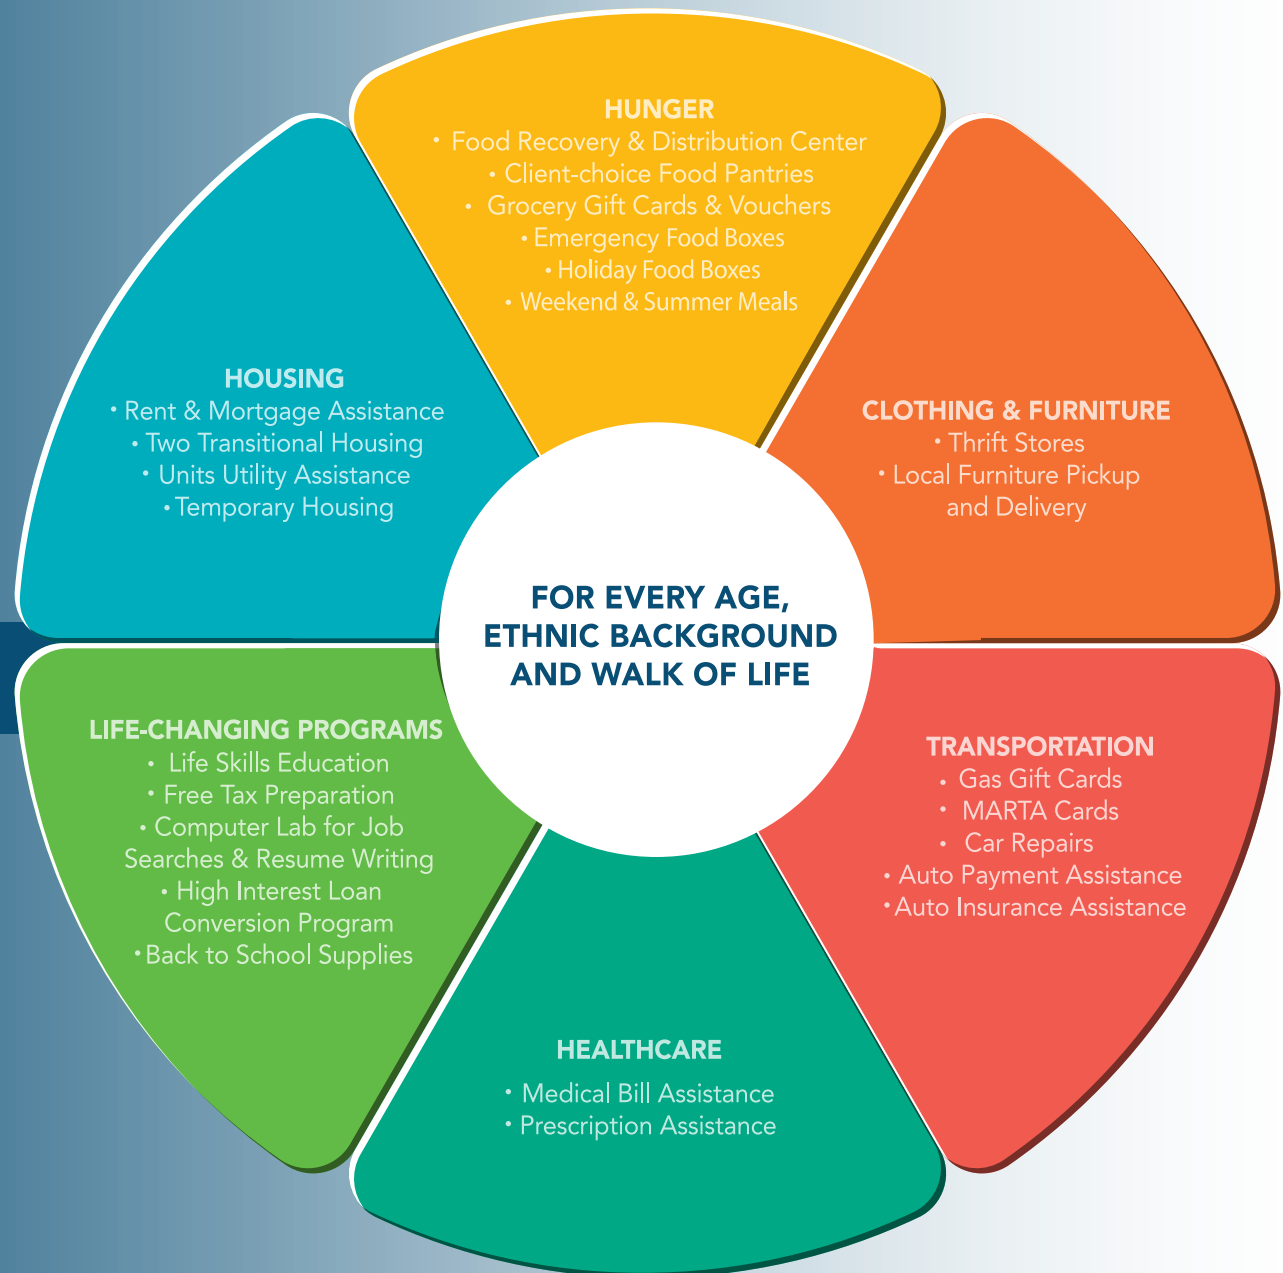 HUNGER
• Food Recovery & Distribution Center
• Client-choice Food Pantries
• Grocery Gift Cards & Vouchers
• Emergency Food Boxes
• Holiday Food Boxes
• Weekend & Summer Meals
CLOTHING & FURNITURE
• Thrift Stores
• Local Furniture Pickup
and Delivery
TRANSPORTATION
• Gas Gift Cards
• MARTA Cards
• Car Repairs
• Auto Payment Assistance
• Auto Insurance Assistance
HEALTHCARE
• Medical Bill Assistance
• Prescription Assistance
LIFE-CHANGING PROGRAMS
• Life Skills Education
• Free Tax Preparation
• Computer Lab for Job
Searches & Resume Writing
• High Interest Loan
Conversion Program
• Back to School Supplies
HOUSING
• Rent & Mortgage Assistance
• Two Transitional Housing
• Units Utility Assistance
• Temporary Housing
FOR EVERY AGE,
ETHNIC BACKGROUND
AND WALK OF LIFE